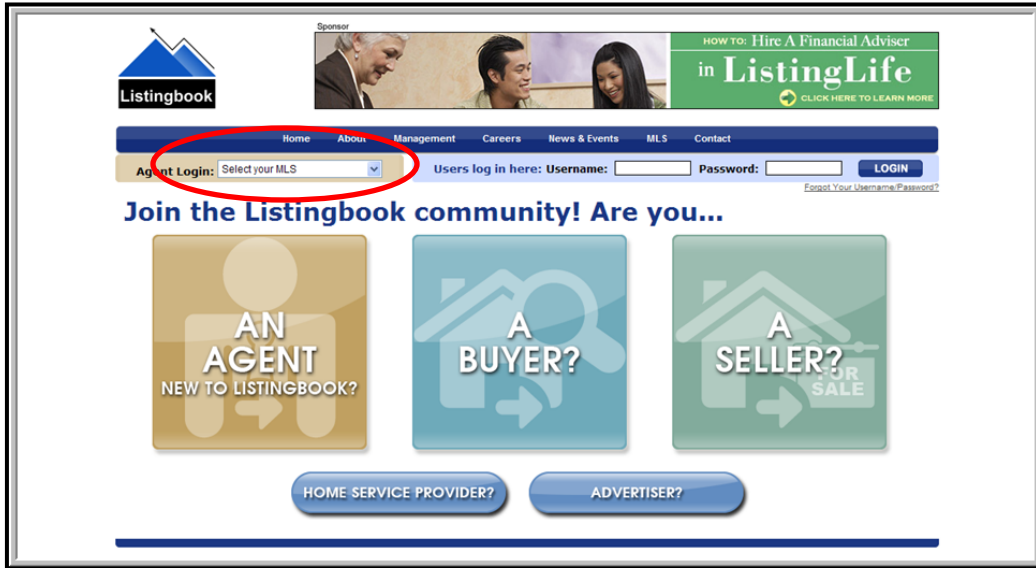 Sponsor
HOW TO: Hire A Financial Adviser
in ListingLife
CLICK HERE TO LEARN MORE
Listingbook
Home About Management Careers News & Events MLS Contact
Agent Login: Select your MLS Users log in here: Username: Password: LOGIN
Forgot Your Username/Password?
Join the Listingbook community! Are you...
AN
AGENT
NEW TO LISTINGBOOK?
A
BUYER?
A
SELLER?
FOR
SALE
HOME SERVICE PROVIDER? ADVERTISER?